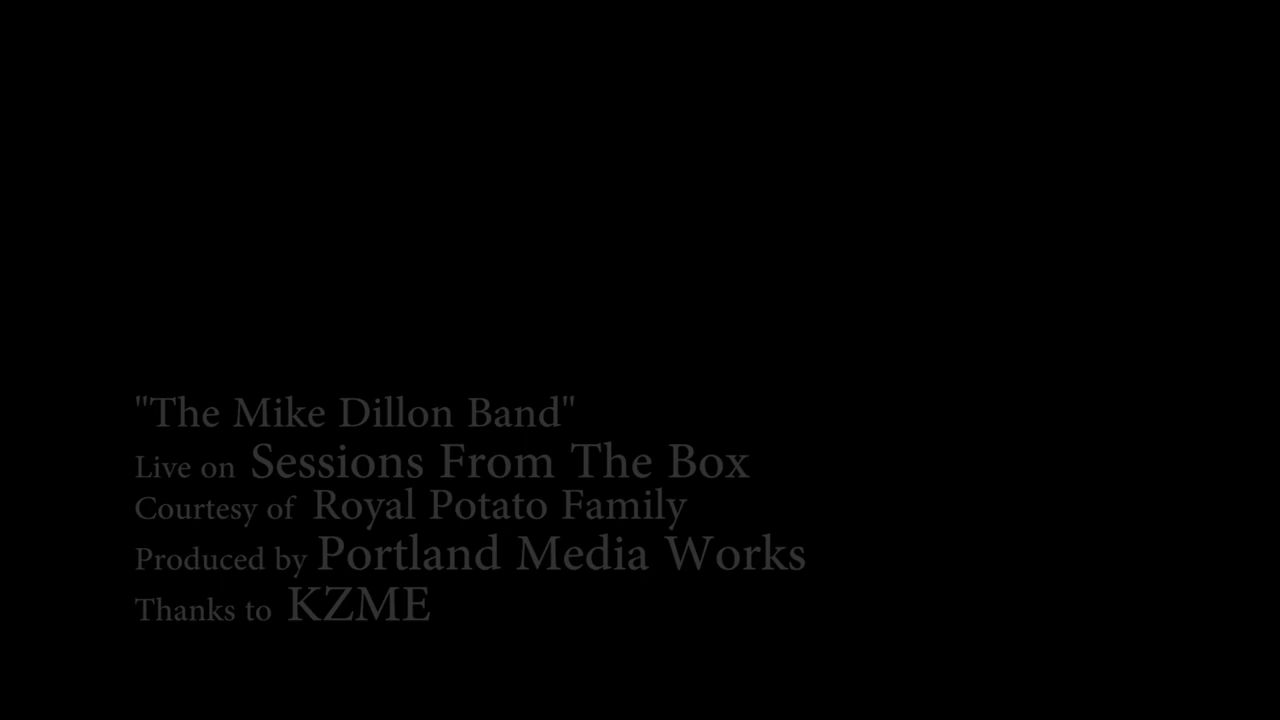 "The Mike Dillon Band"
Live on Sessions From The Box
Courtesy of Royal Potato Family
Produced by Portland Media Works
Thanks to KZME